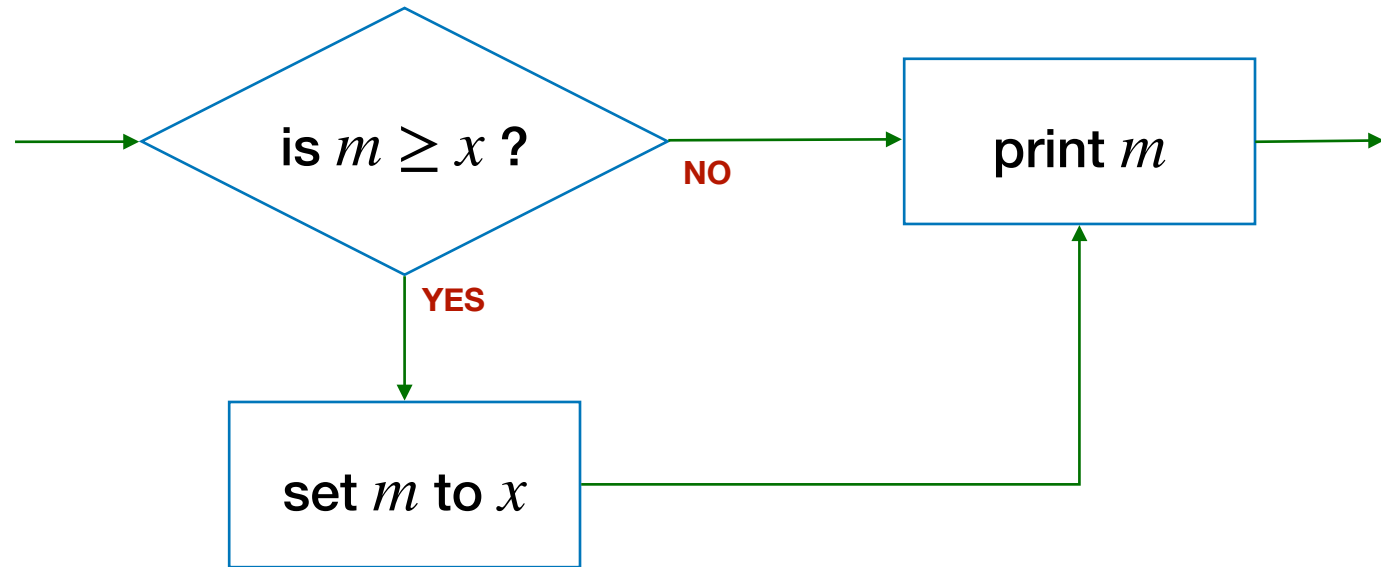 is m ≥ x ?
NO
print m
YES
set m to x